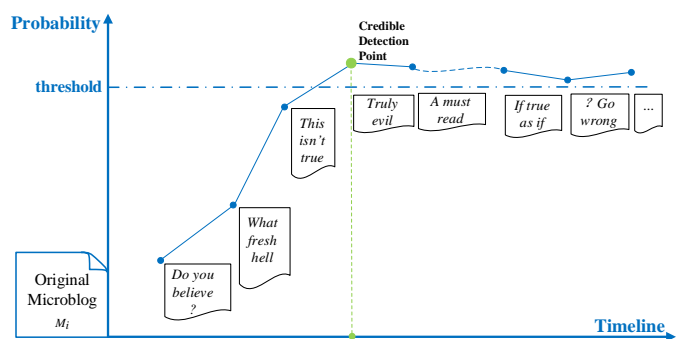 Probability
Credible
Detection
Point
threshold
This
isn't
true
Truly
evil
A must
read
If true
as if
? Go
wrong
...
What
fresh
hell
Do you
believe
?
Original
Microblog
Mi
Timeline